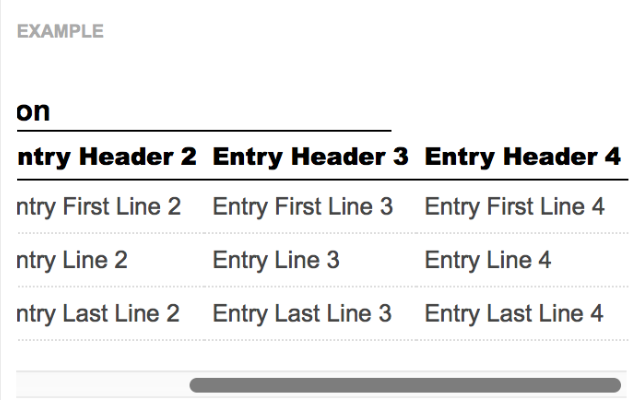 EXAMPLE
on
ntry Header 2 Entry Header 3 Entry Header 4
ntry First Line 2 Entry First Line 3 Entry First Line 4
ntry Line 2 Entry Line 3 Entry Line 4
ntry Last Line 2 Entry Last Line 3 Entry Last Line 4